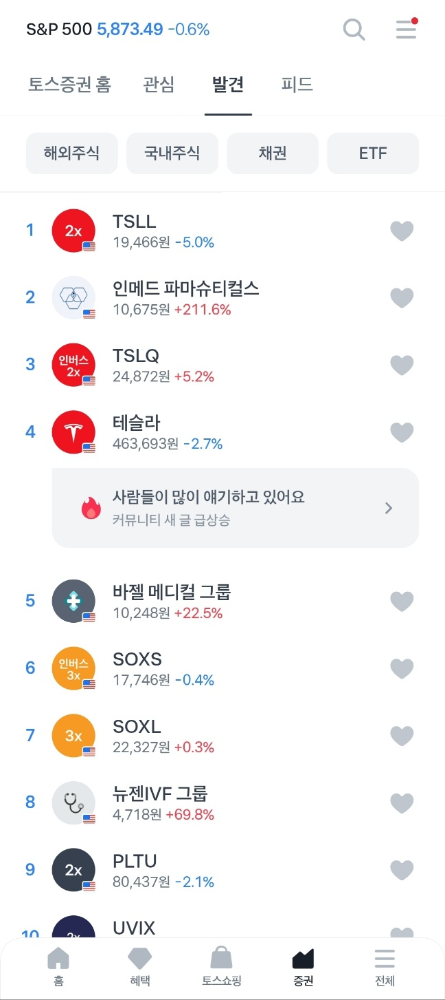 S&P 500 5,873.49 -0.6%
토스증권 홈 관심 발견 피드
해외주식 국내주식 채권 ETF
1 2x TSLL
19,466원 -5.0%
2 인메드 파마슈티컬스
10,675원 +211.6%
3 인버스 2x TSLQ
24,872원 +5.2%
4 테슬라
463,693원 -2.7%
사람들이 많이 얘기하고 있어요
커뮤니티 새 글 급상승
5 바젤 메디컬 그룹
10,248원 +22.5%
6 인버스 3x SOXS
17,746원 -0.4%
7 3x SOXL
22,327원 +0.3%
8 뉴젠IVF 그룹
4,718원 +69.8%
9 2x PLTU
80,437원 -2.1%
10 2x UVIX
홈 혜택 토스쇼핑 증권 전체